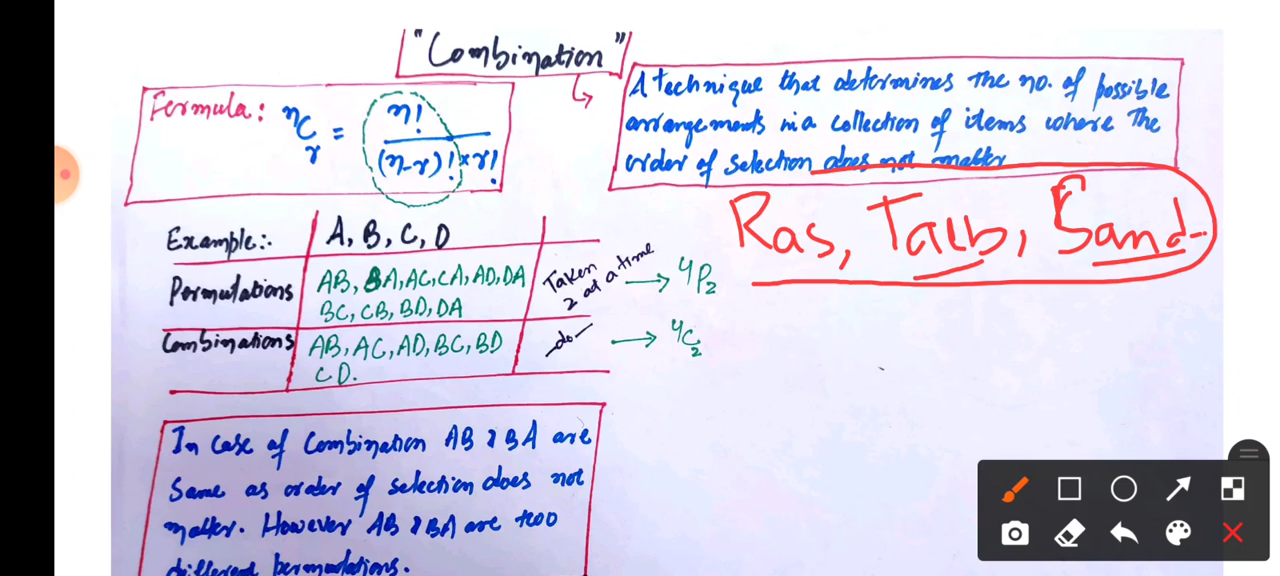 "Combination"
Formula: nCr = n! / (n-r)! × r!
A technique that determines the no. of possible
arrangements in a collection of items where the
order of selection does not matter
Ras, Talb, Sand
Example:- A, B, C, D
Permutations AB, BA, AC, CA, AD, DA
BC, CB, BD, DA
Taken
2 at a time → 4P2
Combinations AB, AC, AD, BC, BD
CD.
-do- → 4C2
In case of Combination AB & BA are
same as order of selection does not
matter. However AB & BA are two
different permutations.